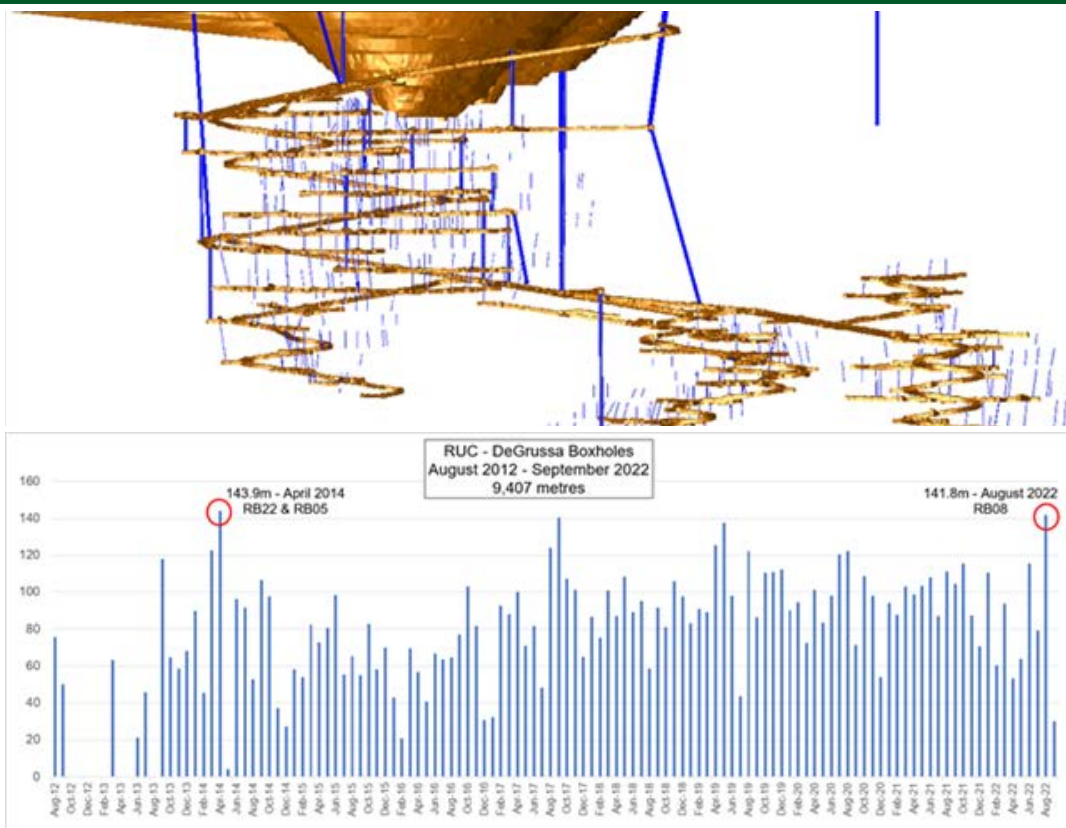 RUC - DeGrussa Boxholes
August 2012 - September 2022
9,407 metres
143.9m - April 2014
RB22 & RB05
141.8m - August 2022
RB08
160
140
120
100
80
60
40
20
0
Aug-12
Oct-12
Dec-12
Feb-13
Apr-13
Jun-13
Aug-13
Oct-13
Dec-13
Feb-14
Apr-14
Jun-14
Aug-14
Oct-14
Dec-14
Feb-15
Apr-15
Jun-15
Aug-15
Oct-15
Dec-15
Feb-16
Apr-16
Jun-16
Aug-16
Oct-16
Dec-16
Feb-17
Apr-17
Jun-17
Aug-17
Oct-17
Dec-17
Feb-18
Apr-18
Jun-18
Aug-18
Oct-18
Dec-18
Feb-19
Apr-19
Jun-19
Aug-19
Oct-19
Dec-19
Feb-20
Apr-20
Jun-20
Aug-20
Oct-20
Dec-20
Feb-21
Apr-21
Jun-21
Aug-21
Oct-21
Dec-21
Feb-22
Apr-22
Jun-22
Aug-22